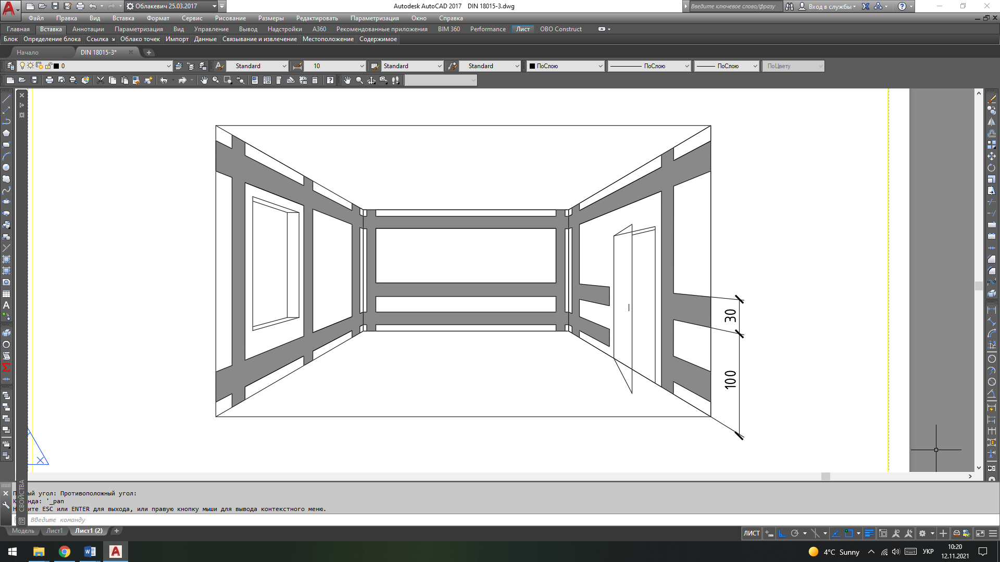 Облакевич 25.03.2017
Autodesk AutoCAD 2017 DIN 18015-3.dwg
Введите ключевое слово/фразу
Вход в службы
Файл Правка Вид Вставка Формат Сервис Рисование Размеры Редактировать Параметризация Окно Справка
Главная Вставка Аннотации Параметризация Вид Управление Вывод Надстройки A360 Рекомендованные приложения BIM 360 Performance Лист OBO Construct
Блок Определение блока Ссылка Облако точек Импорт Данные Связывание и извлечение Местоположение Содержимое
Начало DIN 18015-3*
0 Standard 10 Standard Standard ПоСлою ПоСлою ПоСлою ПоЦвету
30
100
СВОЙСТВА
ый угол: Противоположный угол:
нда: '_pan
ите ESC или ENTER для выхода, или правую кнопку мыши для вывода контекстного меню.
Введите команду
Модель Лист1 Лист1 (2)
ЛИСТ
4°C Sunny
УКР
10:20
12.11.2021